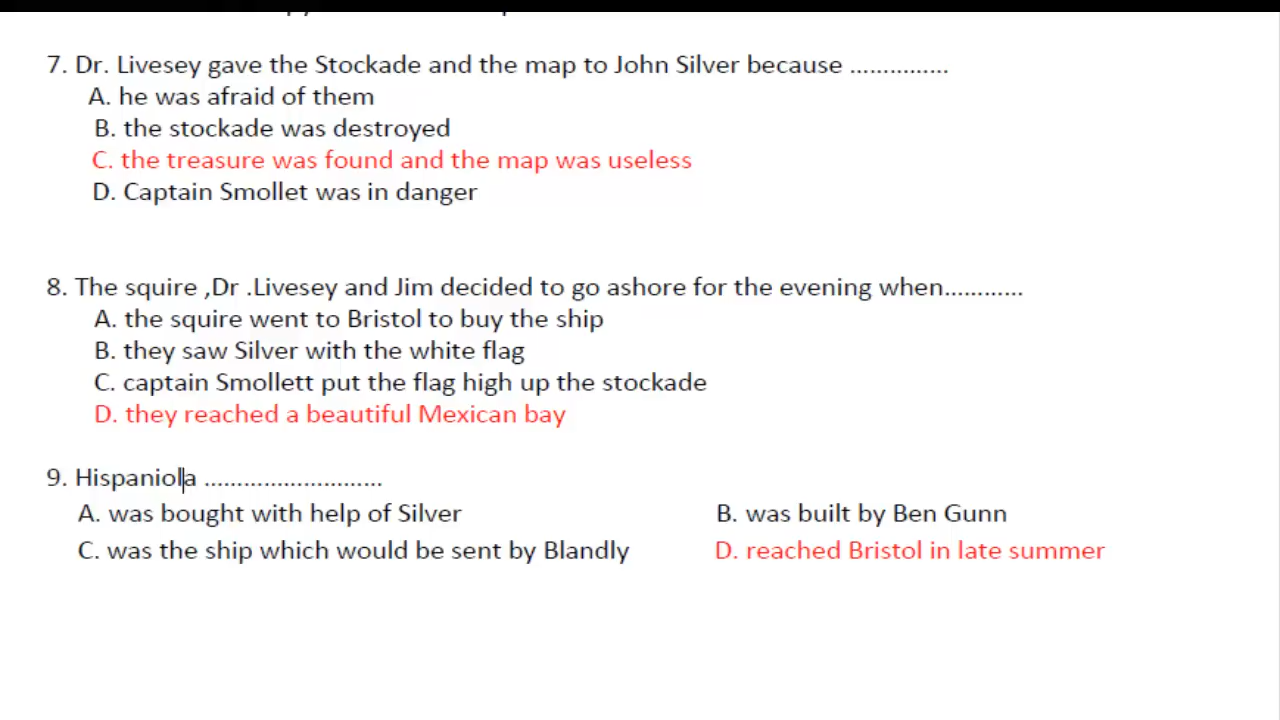 7. Dr. Livesey gave the Stockade and the map to John Silver because ...............
A. he was afraid of them
B. the stockade was destroyed
C. the treasure was found and the map was useless
D. Captain Smollet was in danger
8. The squire ,Dr .Livesey and Jim decided to go ashore for the evening when............
A. the squire went to Bristol to buy the ship
B. they saw Silver with the white flag
C. captain Smollett put the flag high up the stockade
D. they reached a beautiful Mexican bay
9. Hispaniola ...........................
A. was bought with help of Silver B. was built by Ben Gunn
C. was the ship which would be sent by Blandly D. reached Bristol in late summer